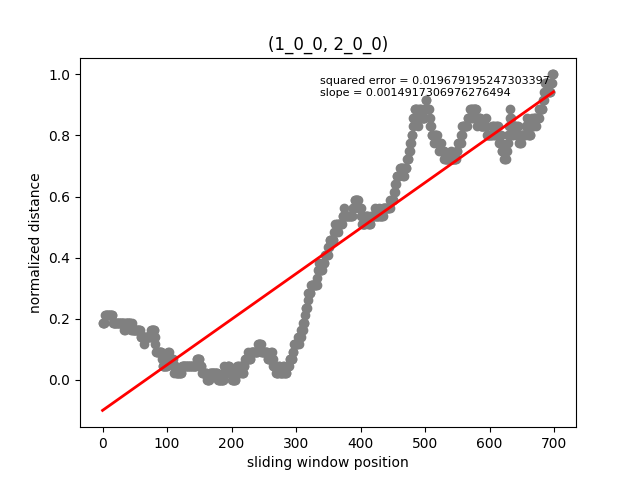 (1_0_0, 2_0_0)
squared error = 0.019679195247303397
slope = 0.0014917306976276494
1.0
0.8
0.6
0.4
0.2
0.0
normalized distance
0 100 200 300 400 500 600 700
sliding window position